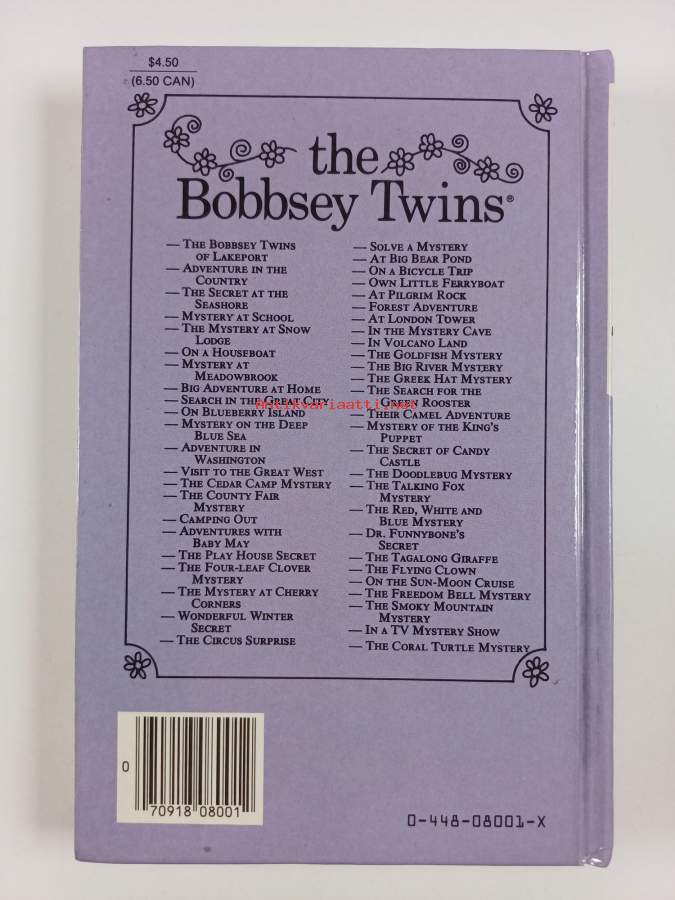 $4.50
(6.50 CAN)
the
Bobbsey Twins®
— The Bobbsey Twins
of Lakeport
— Adventure in the
Country
— The Secret at the
Seashore
— Mystery at School
— The Mystery at Snow
Lodge
— On a Houseboat
— Mystery at
Meadowbrook
— Big Adventure at Home
— Search in the Great City
— On Blueberry Island
— Mystery on the Deep
Blue Sea
— Adventure in
Washington
— Visit to the Great West
— The Cedar Camp Mystery
— The County Fair
Mystery
— Camping Out
— Adventures with
Baby May
— The Play House Secret
— The Four-Leaf Clover
Mystery
— The Mystery at Cherry
Corners
— Wonderful Winter
Secret
— The Circus Surprise
— Solve a Mystery
— At Big Bear Pond
— On a Bicycle Trip
— Own Little Ferryboat
— At Pilgrim Rock
— Forest Adventure
— At London Tower
— In the Mystery Cave
— In Volcano Land
— The Goldfish Mystery
— The Big River Mystery
— The Greek Hat Mystery
— The Search for the
Green Rooster
— Their Camel Adventure
— Mystery of the King's
Puppet
— The Secret of Candy
Castle
— The Doodlebug Mystery
— The Talking Fox
Mystery
— The Red, White and
Blue Mystery
— Dr. Funnybone's
Secret
— The Tagalong Giraffe
— The Flying Clown
— On the Sun-Moon Cruise
— The Freedom Bell Mystery
— The Smoky Mountain
Mystery
— In a TV Mystery Show
— The Coral Turtle Mystery
Antikvariaatti.net
0
70918 08001
0-448-08001-X